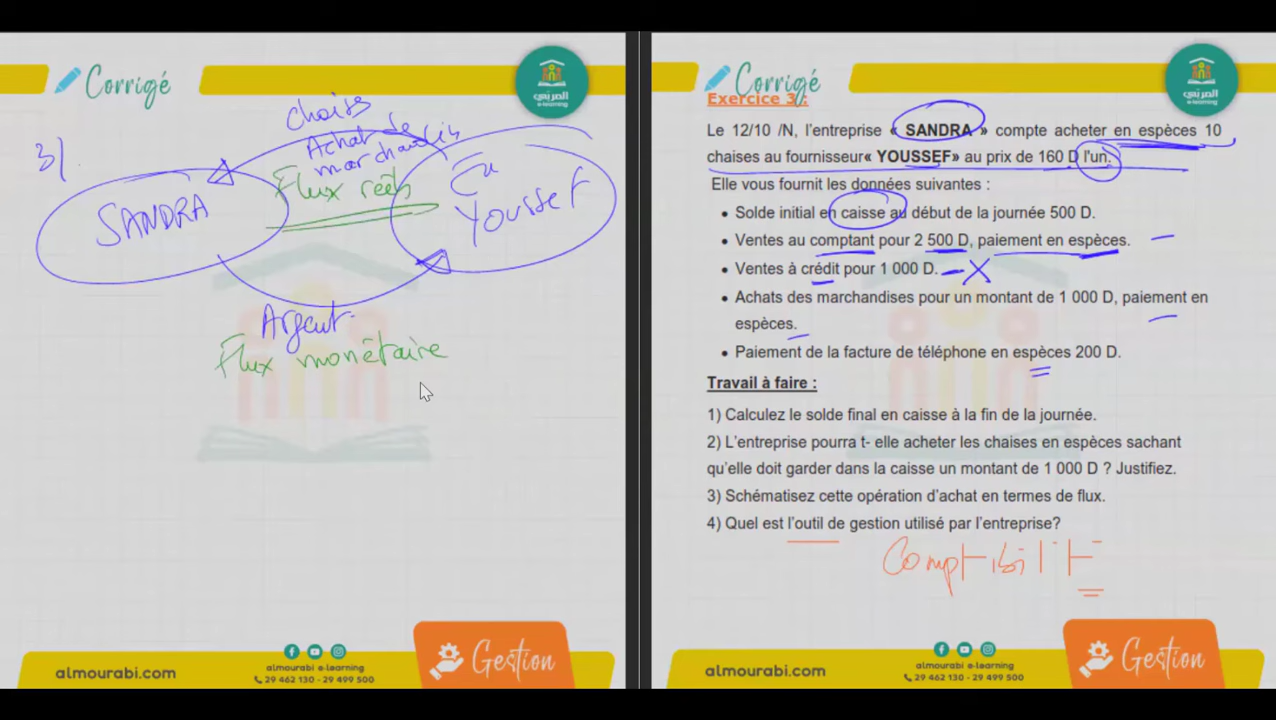 Corrigé
المربي
e-learning
3/
chaise
Achat de
marchandis
Flux réels
SANDRA
Youssef
Argent
Flux monétaire
almourabi.com
almourabi e-learning
29 462 130 - 29 499 500
Gestion
Corrigé
المربي
e-learning
Exercice 3/:
Le 12/10 /N, l'entreprise « SANDRA » compte acheter en espèces 10
chaises au fournisseur« YOUSSEF» au prix de 160 D l'un.
Elle vous fournit les données suivantes :
• Solde initial en caisse au début de la journée 500 D.
• Ventes au comptant pour 2 500 D, paiement en espèces.
• Ventes à crédit pour 1 000 D.
• Achats des marchandises pour un montant de 1 000 D, paiement en
espèces.
• Paiement de la facture de téléphone en espèces 200 D.
Travail à faire :
1) Calculez le solde final en caisse à la fin de la journée.
2) L'entreprise pourra t- elle acheter les chaises en espèces sachant
qu'elle doit garder dans la caisse un montant de 1 000 D ? Justifiez.
3) Schématisez cette opération d'achat en termes de flux.
4) Quel est l'outil de gestion utilisé par l'entreprise?
almourabi.com
almourabi e-learning
29 462 130 - 29 499 500
Gestion